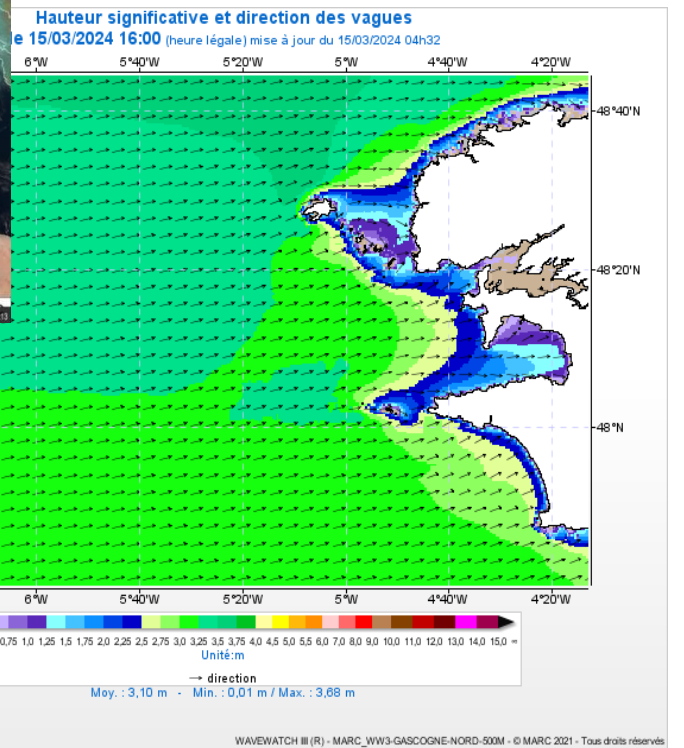 Hauteur significative et direction des vagues
e 15/03/2024 16:00 (heure légale) mise à jour du 15/03/2024 04h32
6°W 5°40'W 5°20'W 5°W 4°40'W 4°20'W
48°40'N
48°20'N
48°N
6°W 5°40'W 5°20'W 5°W 4°40'W 4°20'W
0,75 1,0 1,25 1,5 1,75 2,0 2,25 2,5 2,75 3,0 3,25 3,5 3,75 4,0 4,5 5,0 5,5 6,0 7,0 8,0 9,0 10,0 11,0 12,0 13,0 14,0 15,0 ∞
Unité:m
→ direction
Moy. : 3,10 m - Min. : 0,01 m / Max. : 3,68 m
WAVEWATCH III (R) - MARC_WW3-GASCOGNE-NORD-500M - © MARC 2021 - Tous droits réservés